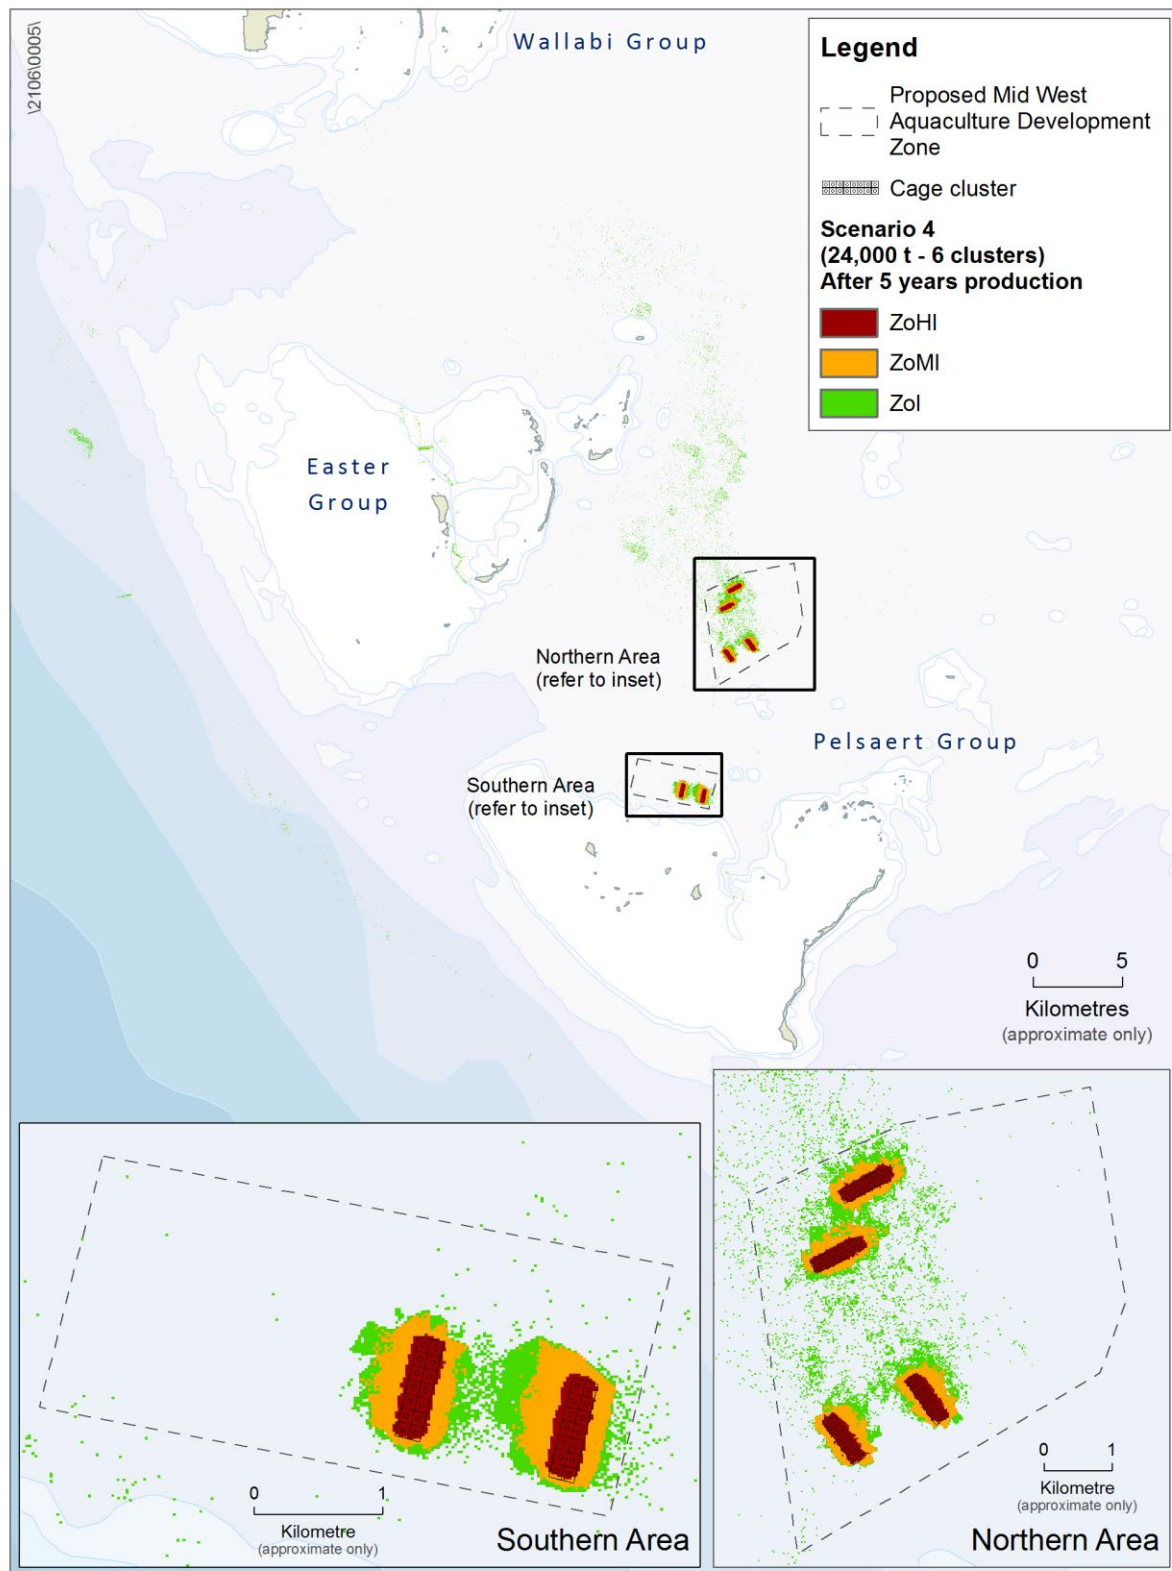 \2106\0005\
Wallabi Group
Legend
Proposed Mid West
Aquaculture Development
Zone
Cage cluster
Scenario 4
(24,000 t - 6 clusters)
After 5 years production
ZoHI
ZoMI
ZoI
Easter
Group
Northern Area
(refer to inset)
Pelsaert Group
Southern Area
(refer to inset)
0 5
Kilometres
(approximate only)
0 1
Kilometre
(approximate only)
Southern Area
0 1
Kilometre
(approximate only)
Northern Area